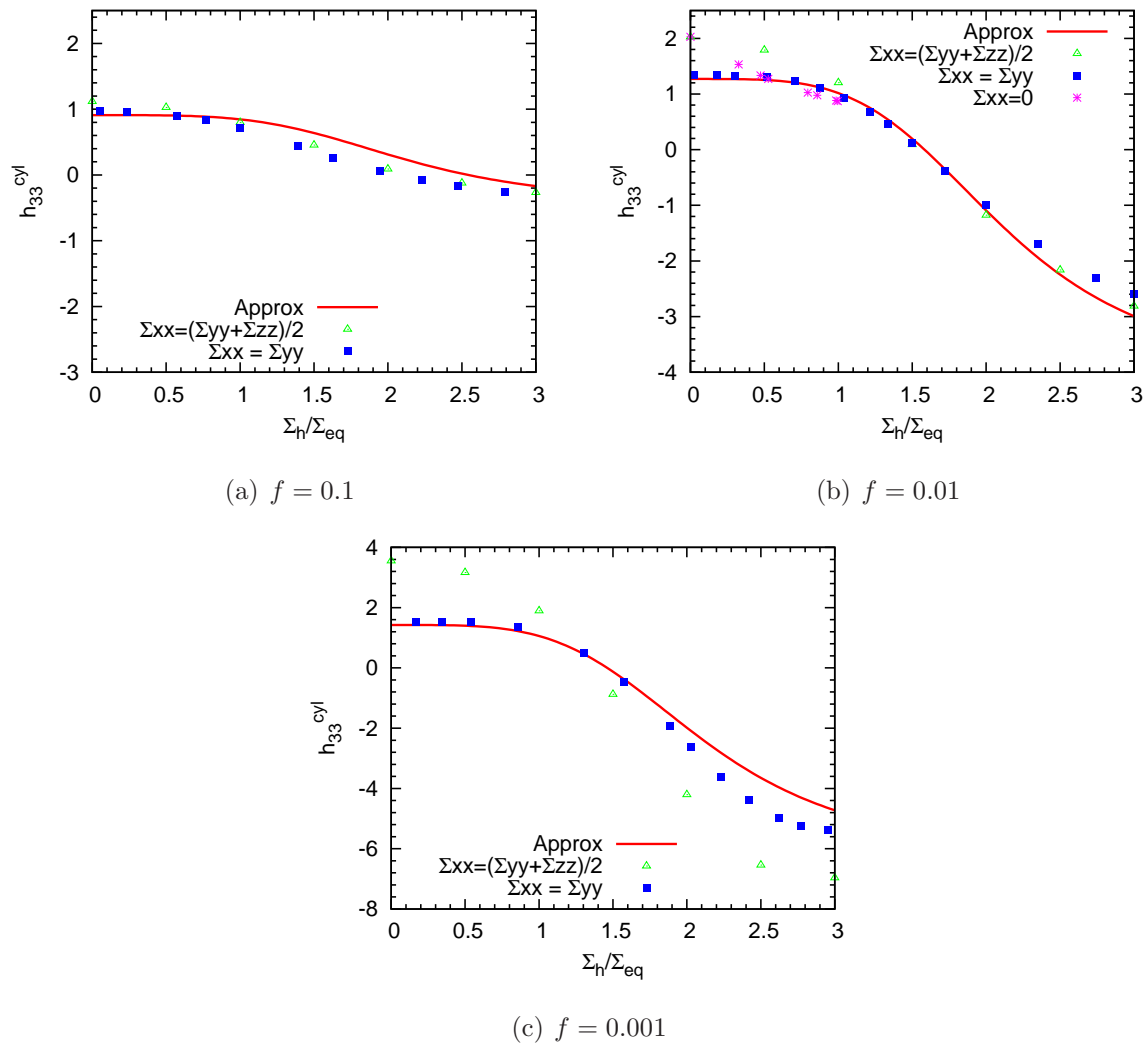 h33cyl
2
1
0
-1
-2
-3
Approx
Σxx=(Σyy+Σzz)/2
Σxx = Σyy
0 0.5 1 1.5 2 2.5 3
Σh/Σeq
(a) f = 0.1
h33cyl
2
1
0
-1
-2
-3
-4
Approx
Σxx=(Σyy+Σzz)/2
Σxx = Σyy
Σxx=0
0 0.5 1 1.5 2 2.5 3
Σh/Σeq
(b) f = 0.01
h33cyl
4
2
0
-2
-4
-6
-8
Approx
Σxx=(Σyy+Σzz)/2
Σxx = Σyy
0 0.5 1 1.5 2 2.5 3
Σh/Σeq
(c) f = 0.001